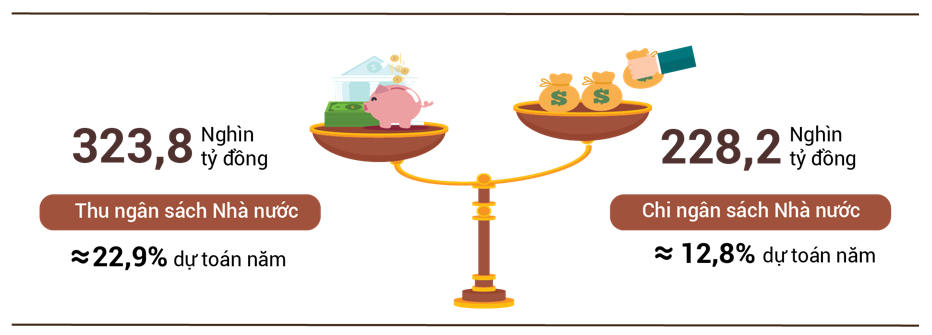 323,8 Nghìn
tỷ đồng
Thu ngân sách Nhà nước
≈22,9% dự toán năm
228,2 Nghìn
tỷ đồng
Chi ngân sách Nhà nước
≈ 12,8% dự toán năm